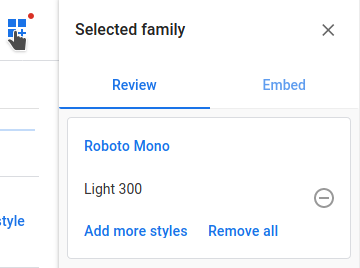 Selected family
Review
Embed
Roboto Mono
Light 300
Add more styles
Remove all
style